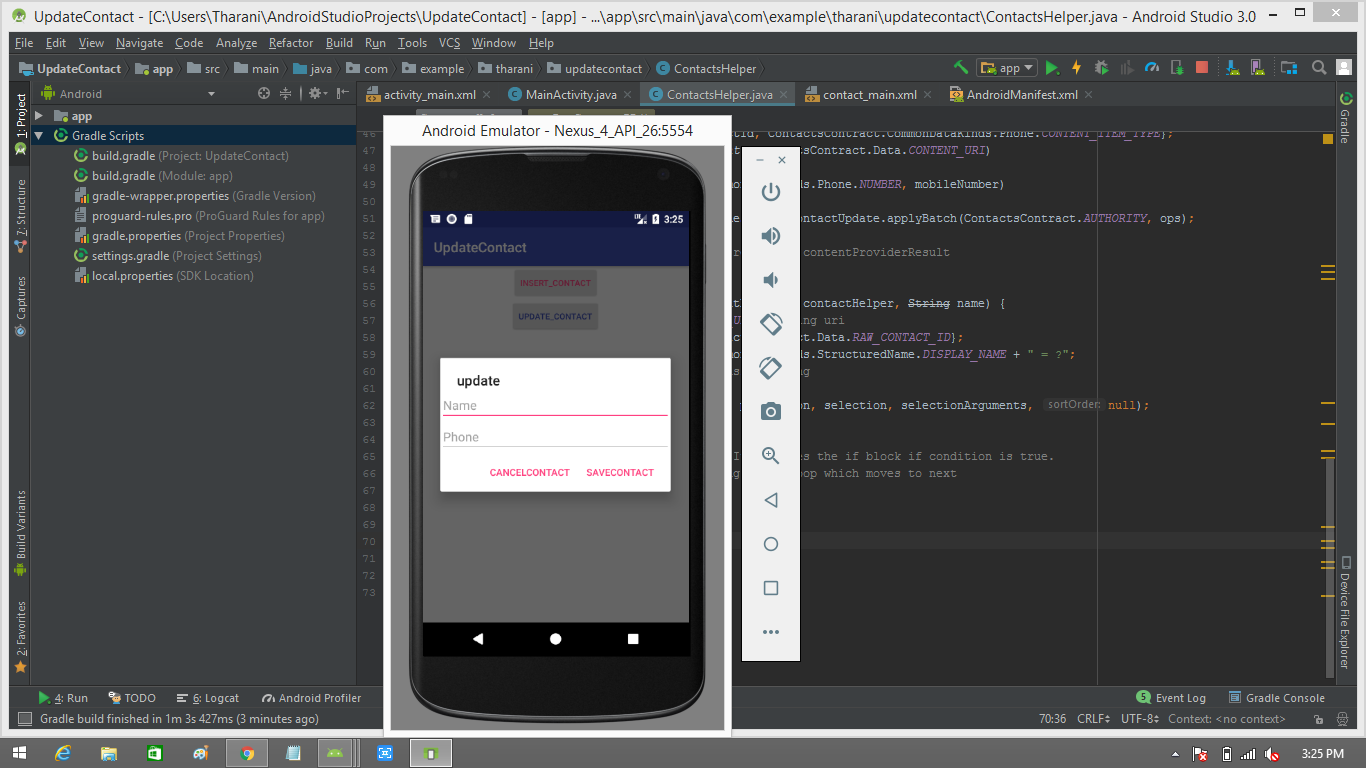 UpdateContact - [C:\Users\Tharani\AndroidStudioProjects\UpdateContact] - [app] - ...\app\src\main\java\com\example\tharani\updatecontact\ContactsHelper.java - Android Studio 3.0
File Edit View Navigate Code Analyze Refactor Build Run Tools VCS Window Help
UpdateContact app src main java com example tharani updatecontact ContactsHelper app
1: Project
7: Structure
Captures
Build Variants
2: Favorites
Android
app
Gradle Scripts
build.gradle (Project: UpdateContact)
build.gradle (Module: app)
gradle-wrapper.properties (Gradle Version)
proguard-rules.pro (ProGuard Rules for app)
gradle.properties (Project Properties)
settings.gradle (Project Settings)
local.properties (SDK Location)
activity_main.xml MainActivity.java ContactsHelper.java contact_main.xml AndroidManifest.xml
46 ContactsContract.CommonDataKinds.Phone.CONTENT_ITEM_TYPE};
47 sContract.Data.CONTENT_URI)
48
49 ds.Phone.NUMBER, mobileNumber)
50
51 ontactUpdate.applyBatch(ContactsContract.AUTHORITY, ops);
52
53 contentProviderResult
54
55
56 contactHelper, String name) {
57 ng uri
58 ct.Data.RAW_CONTACT_ID};
59 ds.StructuredName.DISPLAY_NAME + " = ?";
60
61
62 n, selection, selectionArguments, sortOrder: null);
63
64
65 es the if block if condition is true.
66 op which moves to next
67
68
69
70
71
72
73
Android Emulator - Nexus_4_API_26:5554
3:25
UpdateContact
INSERT_CONTACT
UPDATE_CONTACT
update
Name
Phone
CANCELCONTACT SAVECONTACT
Gradle
Device File Explorer
4: Run TODO 6: Logcat Android Profiler 5 Event Log Gradle Console
Gradle build finished in 1m 3s 427ms (3 minutes ago) 70:36 CRLF UTF-8 Context: <no context>
3:25 PM